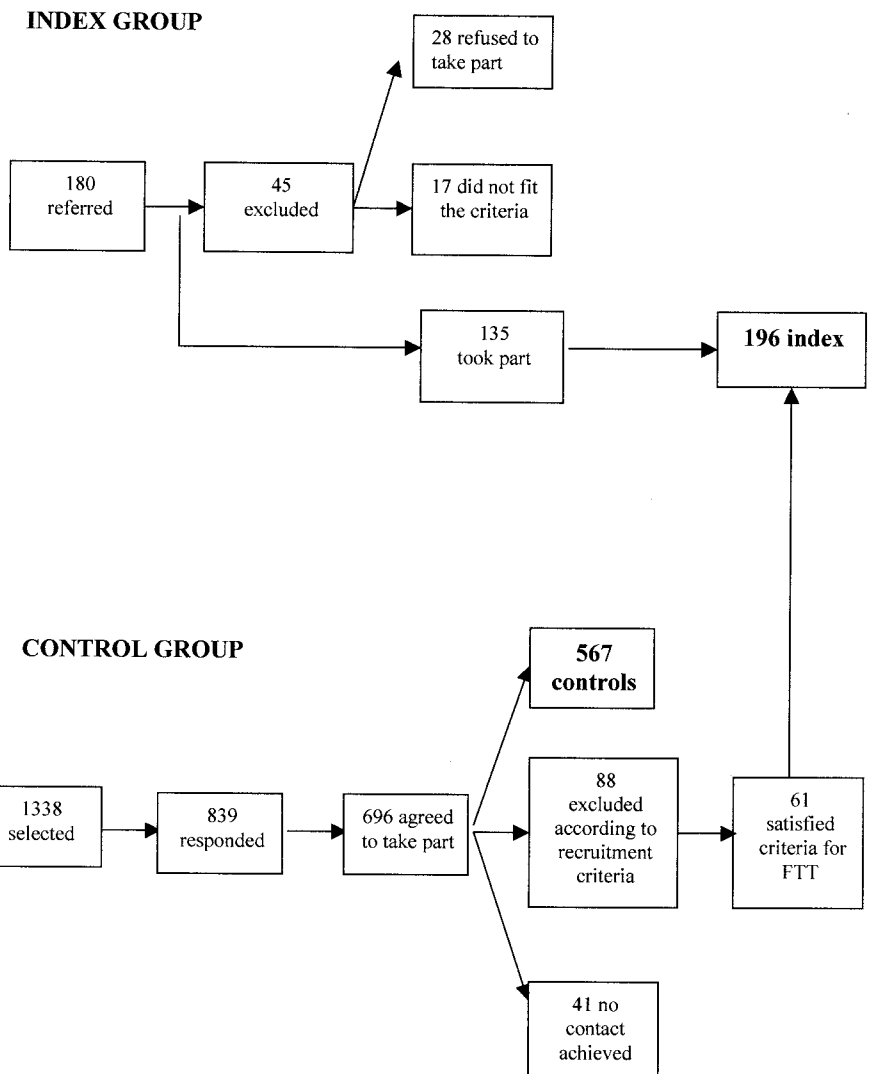 INDEX GROUP
28 refused to
take part
180
referred
45
excluded
17 did not fit
the criteria
135
took part
196 index
CONTROL GROUP
567
controls
1338
selected
839
responded
696 agreed
to take part
88
excluded
according to
recruitment
criteria
61
satisfied
criteria for
FTT
41 no
contact
achieved